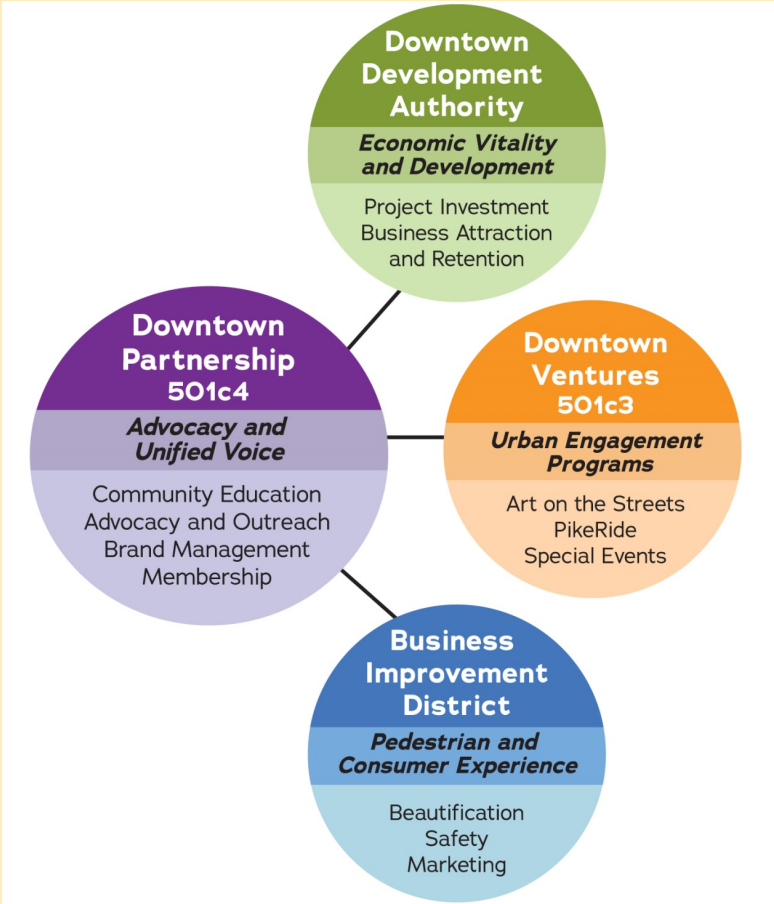 Downtown
Development
Authority
Economic Vitality
and Development
Project Investment
Business Attraction
and Retention
Downtown
Partnership
501c4
Advocacy and
Unified Voice
Community Education
Advocacy and Outreach
Brand Management
Membership
Downtown
Ventures
501c3
Urban Engagement
Programs
Art on the Streets
PikeRide
Special Events
Business
Improvement
District
Pedestrian and
Consumer Experience
Beautification
Safety
Marketing